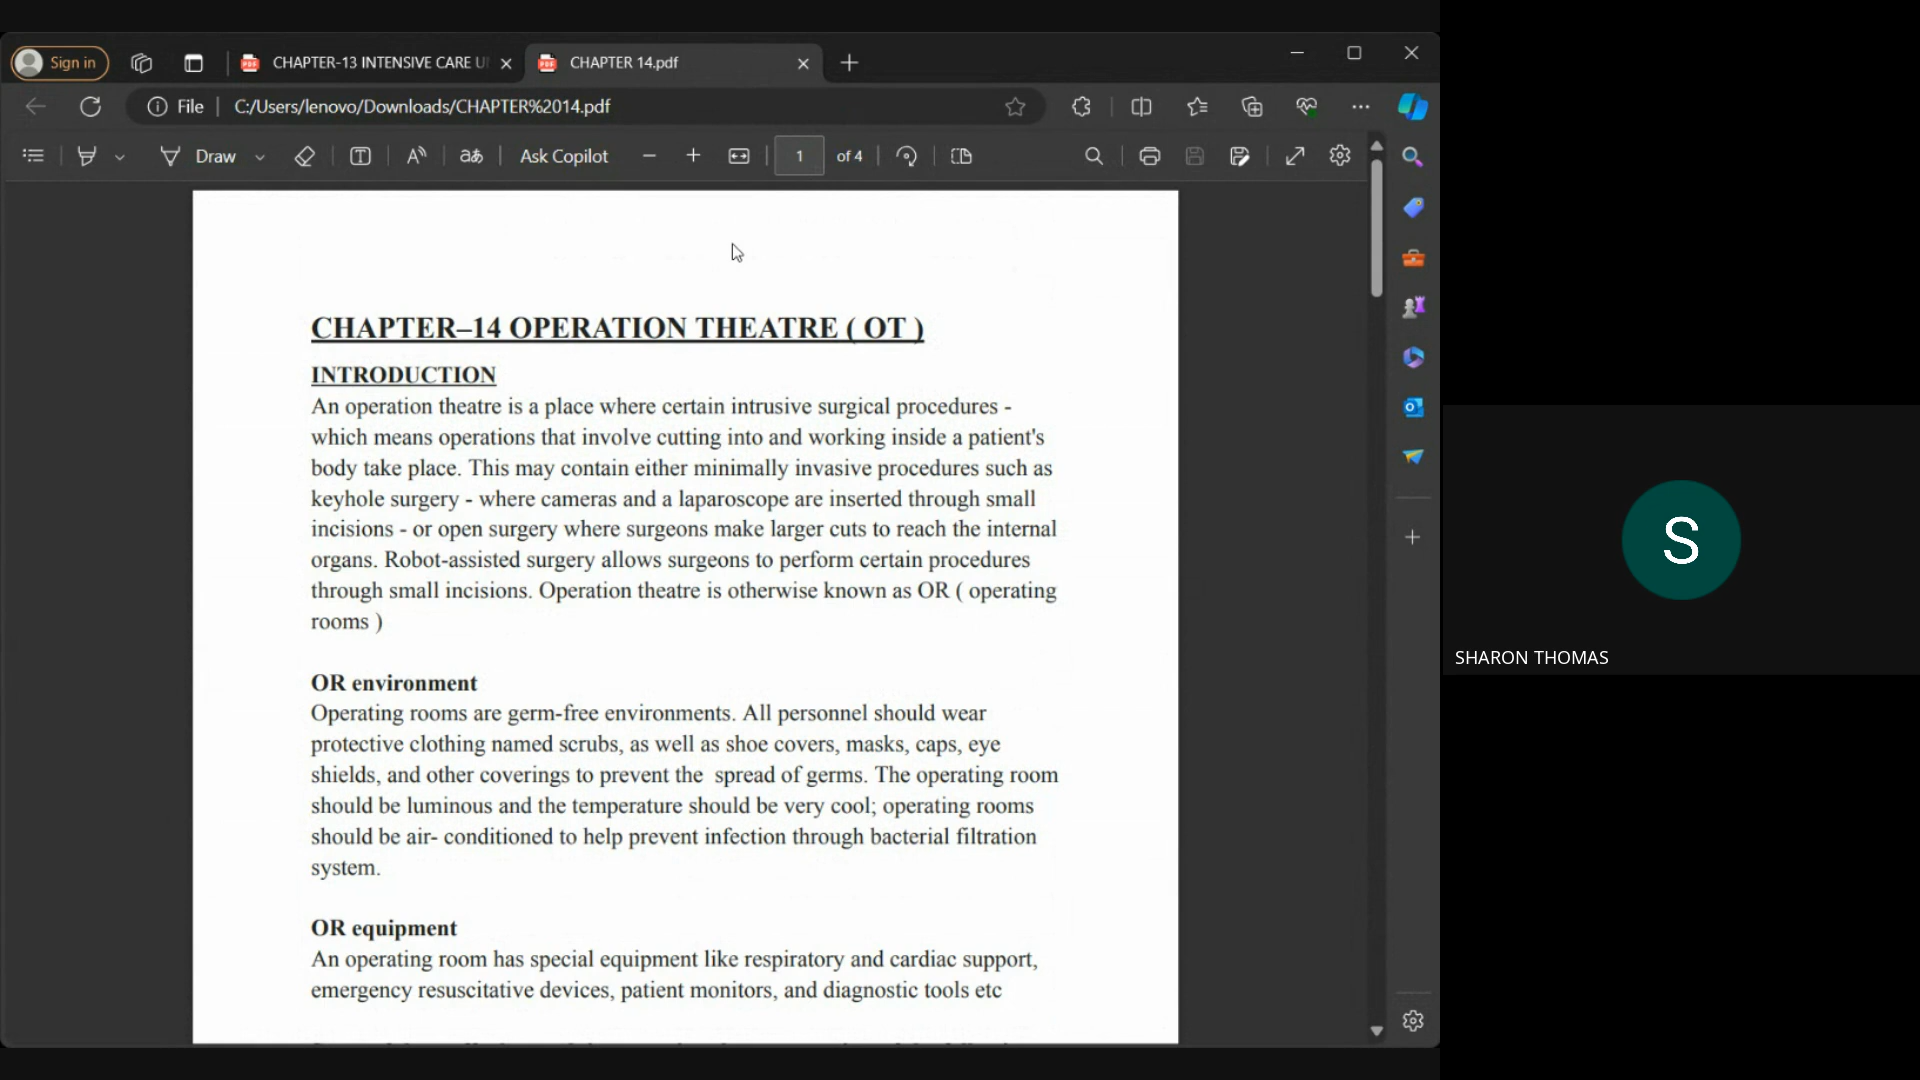 Sign in
CHAPTER-13 INTENSIVE CARE U
CHAPTER 14.pdf
File
C:/Users/lenovo/Downloads/CHAPTER%2014.pdf
Draw
Ask Copilot
1
of 4
CHAPTER–14 OPERATION THEATRE ( OT )
INTRODUCTION
An operation theatre is a place where certain intrusive surgical procedures -
which means operations that involve cutting into and working inside a patient's
body take place. This may contain either minimally invasive procedures such as
keyhole surgery - where cameras and a laparoscope are inserted through small
incisions - or open surgery where surgeons make larger cuts to reach the internal
organs. Robot-assisted surgery allows surgeons to perform certain procedures
through small incisions. Operation theatre is otherwise known as OR ( operating
rooms )
OR environment
Operating rooms are germ-free environments. All personnel should wear
protective clothing named scrubs, as well as shoe covers, masks, caps, eye
shields, and other coverings to prevent the  spread of germs. The operating room
should be luminous and the temperature should be very cool; operating rooms
should be air- conditioned to help prevent infection through bacterial filtration
system.
OR equipment
An operating room has special equipment like respiratory and cardiac support,
emergency resuscitative devices, patient monitors, and diagnostic tools etc
S
SHARON THOMAS